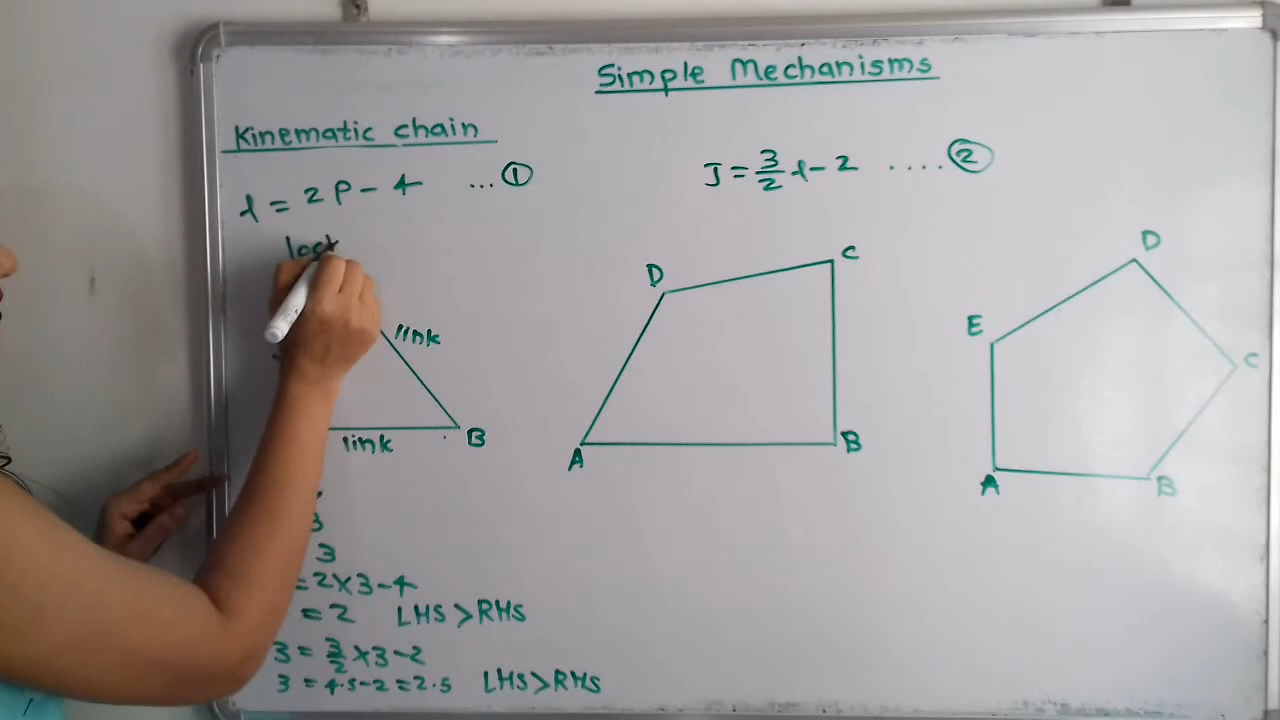 Simple Mechanisms
Kinematic chain
l = 2P - 4 ... ①
J = 3/2 l - 2 .... ②
link
link
B
D
C
A
B
D
E
C
A
B
3
3
= 2 × 3 - 4
= 2 LHS > RHS
3 = 3/2 × 3 - 2
3 = 4.5 - 2 = 2.5 LHS > RHS